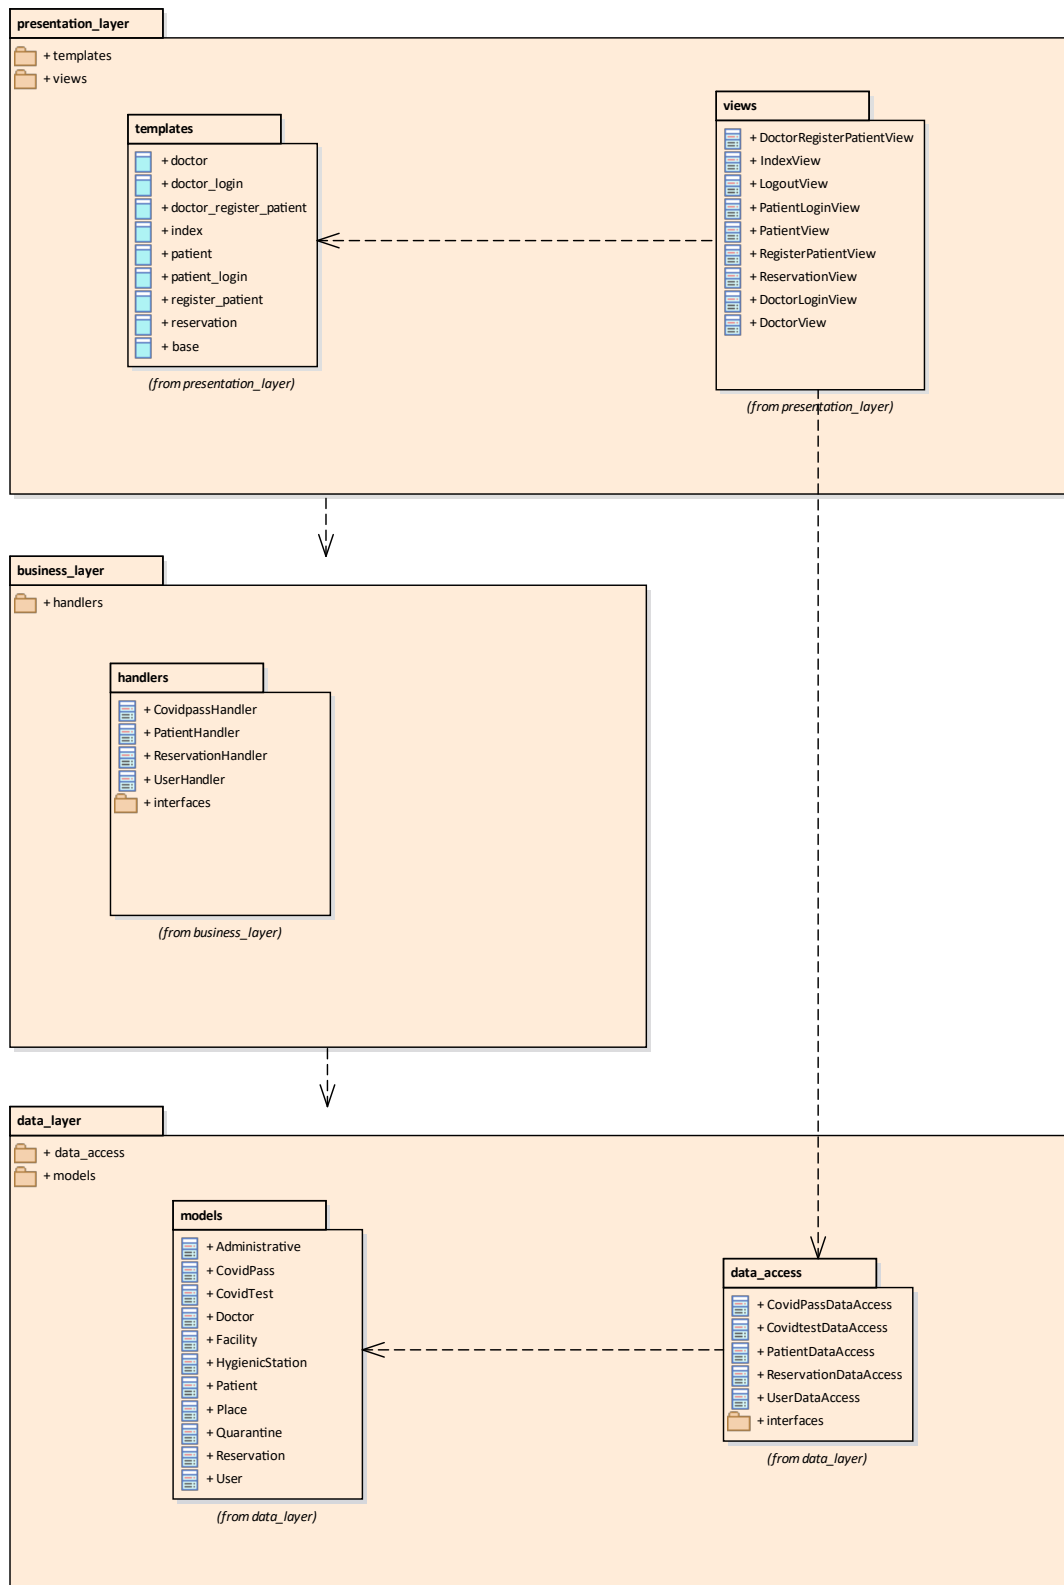 presentation_layer
+ templates
+ views
templates
+ doctor
+ doctor_login
+ doctor_register_patient
+ index
+ patient
+ patient_login
+ register_patient
+ reservation
+ base
(from presentation_layer)
views
+ DoctorRegisterPatientView
+ IndexView
+ LogoutView
+ PatientLoginView
+ PatientView
+ RegisterPatientView
+ ReservationView
+ DoctorLoginView
+ DoctorView
(from presentation_layer)
business_layer
+ handlers
handlers
+ CovidpassHandler
+ PatientHandler
+ ReservationHandler
+ UserHandler
+ interfaces
(from business_layer)
data_layer
+ data_access
+ models
models
+ Administrative
+ CovidPass
+ CovidTest
+ Doctor
+ Facility
+ HygienicStation
+ Patient
+ Place
+ Quarantine
+ Reservation
+ User
(from data_layer)
data_access
+ CovidPassDataAccess
+ CovidtestDataAccess
+ PatientDataAccess
+ ReservationDataAccess
+ UserDataAccess
+ interfaces
(from data_layer)